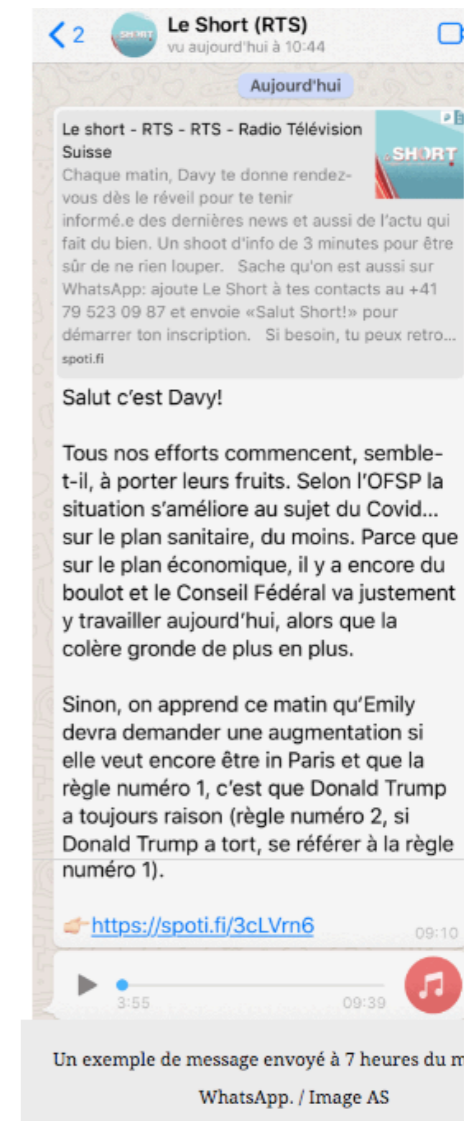 2
Le Short (RTS)
vu aujourd'hui à 10:44
Aujourd'hui
Le short - RTS - RTS - Radio Télévision
Suisse
SHORT
Chaque matin, Davy te donne rendez-
vous dès le réveil pour te tenir
informé.e des dernières news et aussi de l'actu qui
fait du bien. Un shoot d'info de 3 minutes pour être
sûr de ne rien louper. Sache qu'on est aussi sur
WhatsApp: ajoute Le Short à tes contacts au +41
79 523 09 87 et envoie «Salut Short!» pour
démarrer ton inscription. Si besoin, tu peux retro...
spoti.fi
Salut c'est Davy!
Tous nos efforts commencent, semble-
t-il, à porter leurs fruits. Selon l'OFSP la
situation s'améliore au sujet du Covid...
sur le plan sanitaire, du moins. Parce que
sur le plan économique, il y a encore du
boulot et le Conseil Fédéral va justement
y travailler aujourd'hui, alors que la
colère gronde de plus en plus.
Sinon, on apprend ce matin qu'Emily
devra demander une augmentation si
elle veut encore être in Paris et que la
règle numéro 1, c'est que Donald Trump
a toujours raison (règle numéro 2, si
Donald Trump a tort, se référer à la règle
numéro 1).
👉🏻https://spoti.fi/3cLVrn6
09:10
3:55
09:39
Un exemple de message envoyé à 7 heures du m
WhatsApp. / Image AS